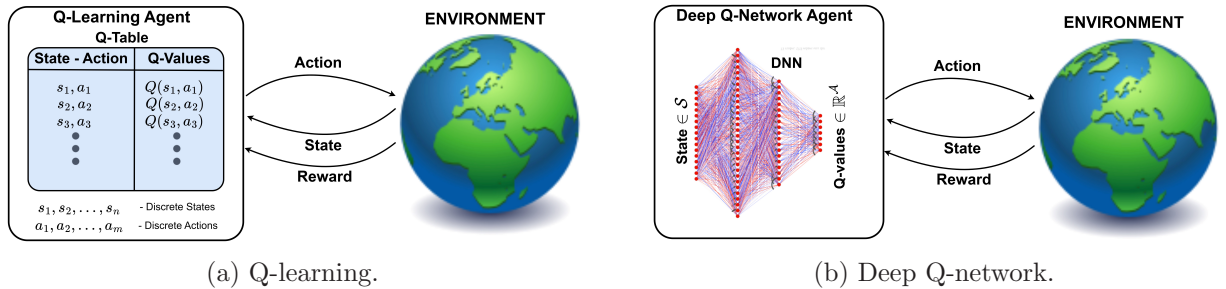 Q-Learning Agent
Q-Table
State - Action Q-Values
s₁, a₁ Q(s₁, a₁)
s₂, a₂ Q(s₂, a₂)
s₃, a₃ Q(s₃, a₃)
s₁, s₂, . . . , sₙ - Discrete States
a₁, a₂, . . . , aₘ - Discrete Actions
Action
State
Reward
ENVIRONMENT
(a) Q-learning.
Deep Q-Network Agent
DNN
State ∈ 𝒮
Q-values ∈ ℝ^𝒜
Action
State
Reward
ENVIRONMENT
(b) Deep Q-network.